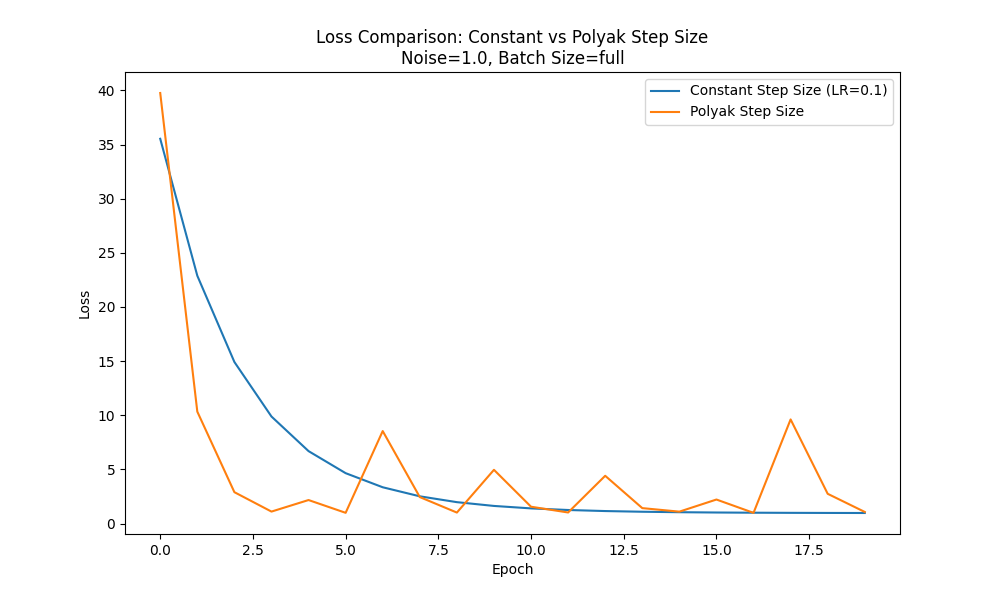 Loss Comparison: Constant vs Polyak Step Size
Noise=1.0, Batch Size=full
Constant Step Size (LR=0.1)
Polyak Step Size
Loss
40
35
30
25
20
15
10
5
0
0.0 2.5 5.0 7.5 10.0 12.5 15.0 17.5
Epoch